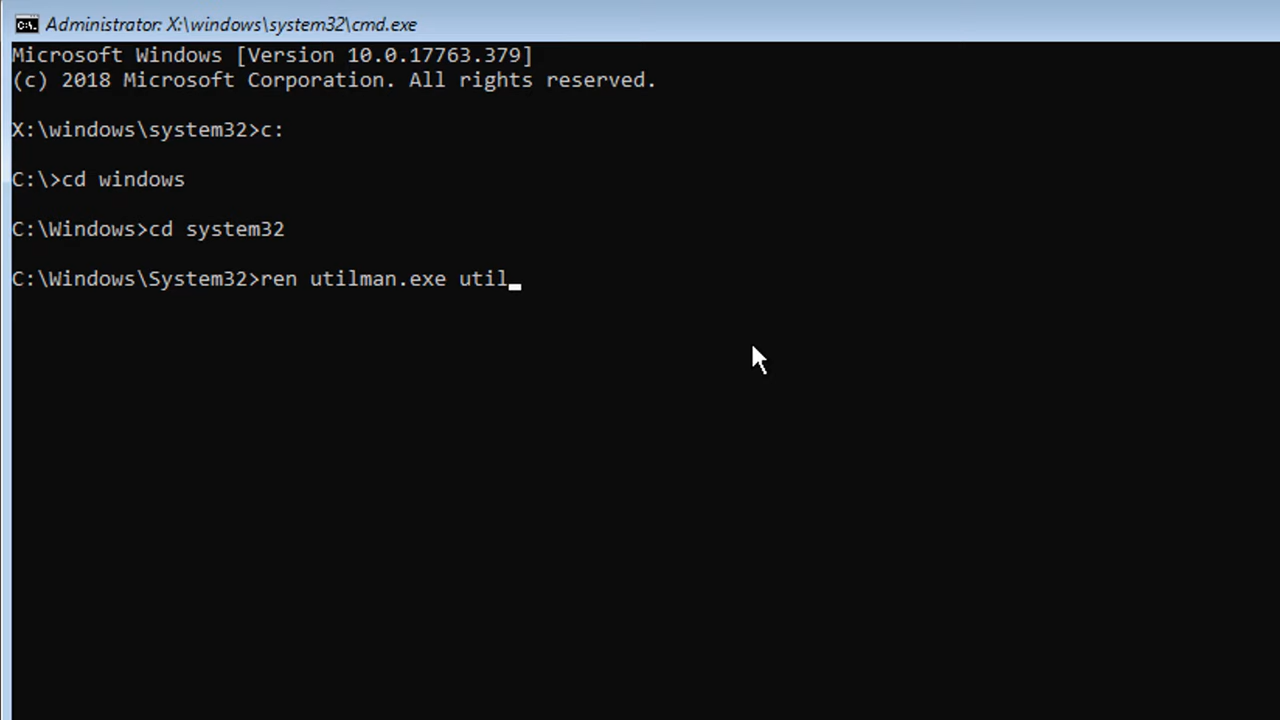 Administrator: X:\windows\system32\cmd.exe
Microsoft Windows [Version 10.0.17763.379]
(c) 2018 Microsoft Corporation. All rights reserved.
X:\windows\system32>c:
C:\>cd windows
C:\Windows>cd system32
C:\Windows\System32>ren utilman.exe util_